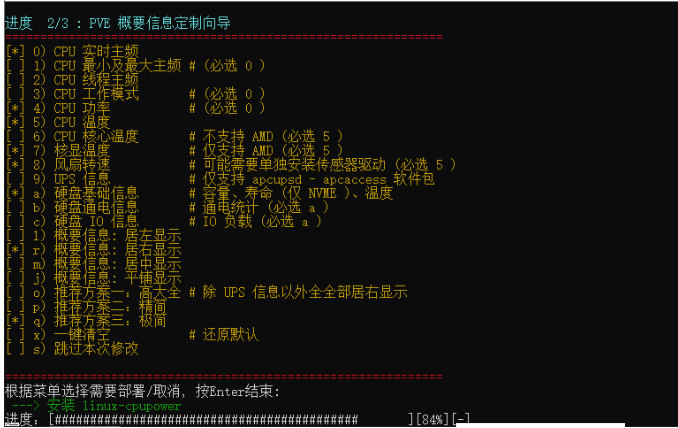 进度 2/3 : PVE 概要信息定制向导
[*] 0) CPU 实时主频
[ ] 1) CPU 最小及最大主频 # (必选 0 )
[ ] 2) CPU 线程主频
[ ] 3) CPU 工作模式 # (必选 0 )
[*] 4) CPU 功率 # (必选 0 )
[*] 5) CPU 温度
[ ] 6) CPU 核心温度 # 不支持 AMD (必选 5 )
[*] 7) 核显温度 # 仅支持 AMD (必选 5 )
[*] 8) 风扇转速 # 可能需要单独安装传感器驱动 (必选 5 )
[ ] 9) UPS 信息 # 仅支持 apcupsd - apcaccess 软件包
[*] a) 硬盘基础信息 # 容量、寿命 (仅 NVME )、温度
[ ] b) 硬盘通电信息 # 通电统计 (必选 a )
[ ] c) 硬盘 IO 信息 # IO 负载 (必选 a )
[ ] l) 概要信息: 居左显示
[*] r) 概要信息: 居右显示
[ ] m) 概要信息: 居中显示
[ ] j) 概要信息: 平铺显示
[ ] o) 推荐方案一: 高大全 # 除 UPS 信息以外全全部居右显示
[ ] p) 推荐方案二: 精简
[*] q) 推荐方案三: 极简
[ ] x) 一键清空 # 还原默认
[ ] s) 跳过本次修改
根据菜单选择需要部署/取消, 按Enter结束:
---> 安装 linux-cpupower
进度: [########################################### ][84%][-]